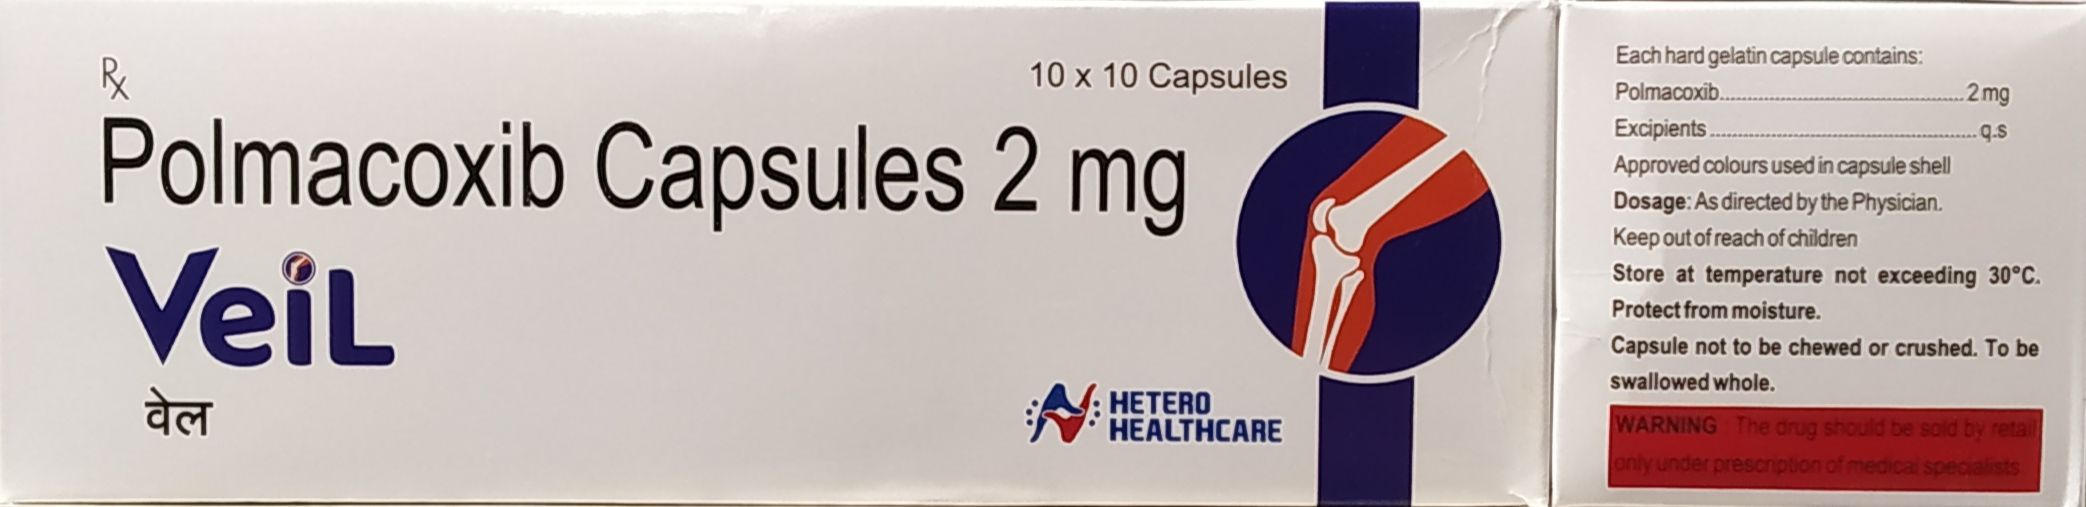 Rx
10 x 10 Capsules
Polmacoxib Capsules 2 mg
Veil
वेल
HETERO
HEALTHCARE
Each hard gelatin capsule contains:
Polmacoxib..........................................2 mg
Excipients .............................................. q.s
Approved colours used in capsule shell
Dosage: As directed by the Physician.
Keep out of reach of children
Store at temperature not exceeding 30°C.
Protect from moisture.
Capsule not to be chewed or crushed. To be
swallowed whole.
WARNING : The drug should be sold by retail
only under prescription of medical specialists